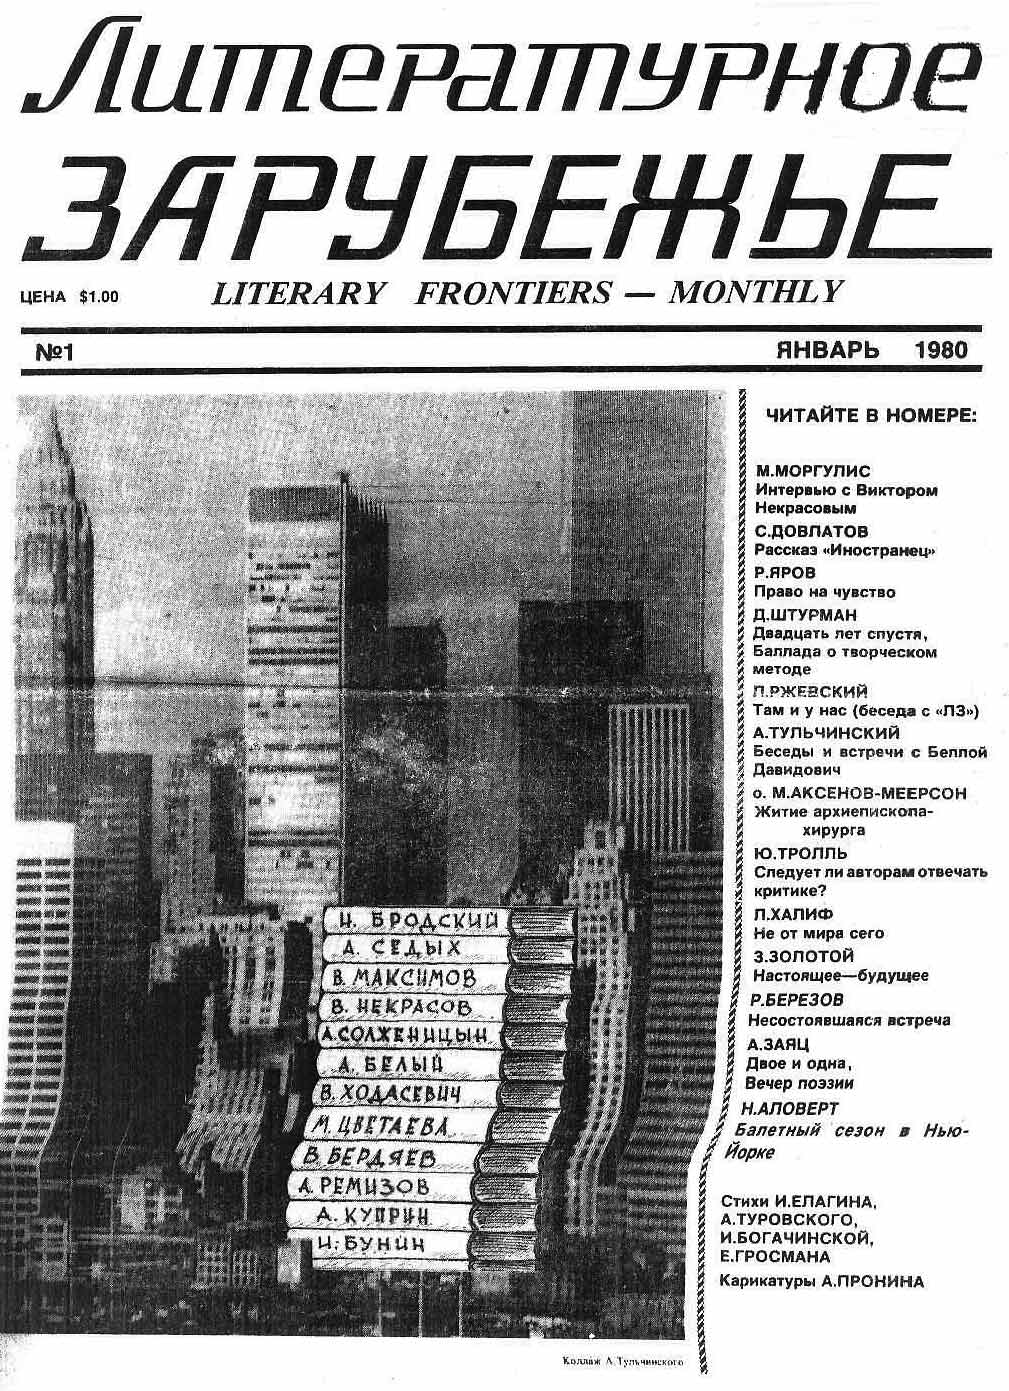 Литературное
ЗАРУБЕЖЬЕ
ЦЕНА $1.00
LITERARY FRONTIERS — MONTHLY
№1
ЯНВАРЬ 1980
ЧИТАЙТЕ В НОМЕРЕ:
М.МОРГУЛИС
Интервью с Виктором
Некрасовым
С.ДОВЛАТОВ
Рассказ «Иностранец»
Р.ЯРОВ
Право на чувство
Д.ШТУРМАН
Двадцать лет спустя,
Баллада о творческом
методе
Л.РЖЕВСКИЙ
Там и у нас (беседа с «ЛЗ»)
А.ТУЛЬЧИНСКИЙ
Беседы и встречи с Беллой
Давидович
о. М.АКСЕНОВ-МЕЕРСОН
Житие архиепископа-
хирурга
Ю.ТРОЛЛЬ
Следует ли авторам отвечать
критике?
Л.ХАЛИФ
Не от мира сего
З.ЗОЛОТОЙ
Настоящее—будущее
Р.БЕРЕЗОВ
Несостоявшаяся встреча
А.ЗАЯЦ
Двое и одна,
Вечер поэзии
Н.АЛОВЕРТ
Балетный сезон в Нью-
Йорке
Стихи И.ЕЛАГИНА,
А.ТУРОВСКОГО,
И.БОГАЧИНСКОЙ,
Е.ГРОСМАНА
Карикатуры А.ПРОНИНА
И. БРОДСКИЙ
А. СЕДЫХ
В. МАКСИМОВ
В. НЕКРАСОВ
А.СОЛЖЕНИЦЫН
А. БЕЛЫЙ
В. ХОДАСЕВИЧ
М. ЦВЕТАЕВА
В. БЕРДЯЕВ
А. РЕМИЗОВ
А. КУПРИН
И. БУНИН
Коллаж А.Тульчинского